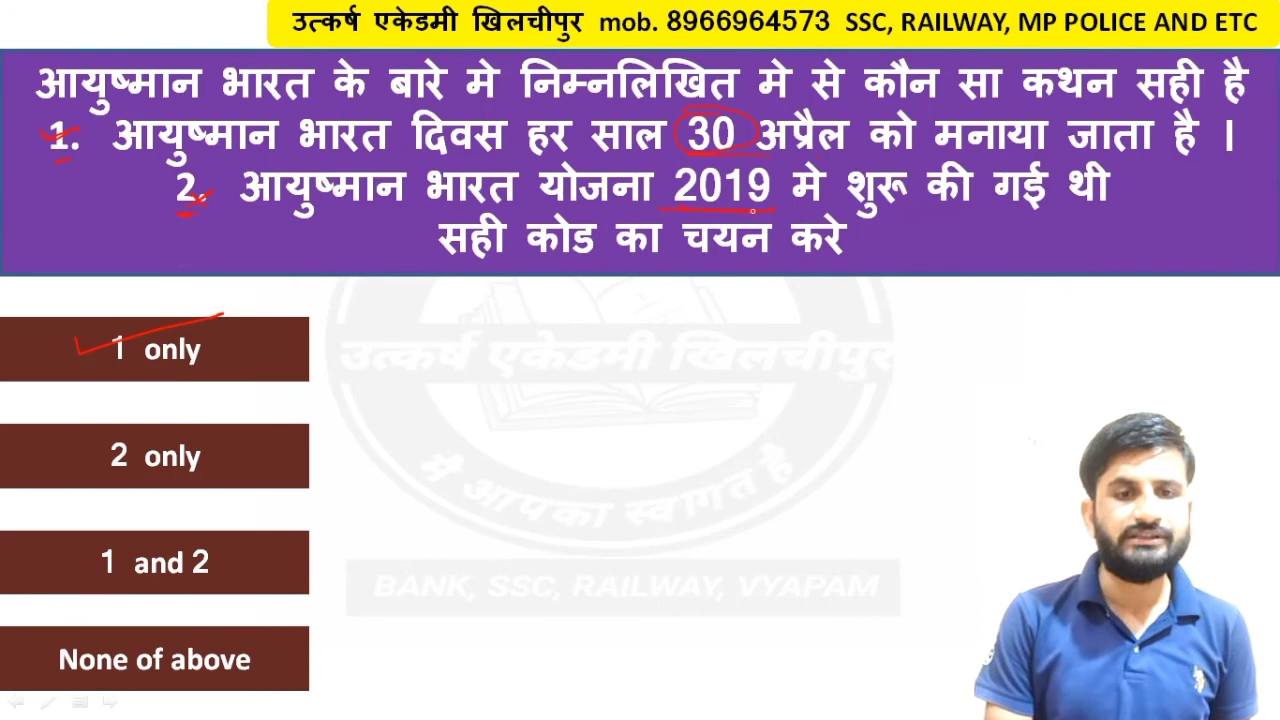 उत्कर्ष एकेडमी खिलचीपुर mob. 8966964573 SSC, RAILWAY, MP POLICE AND ETC
आयुष्मान भारत के बारे मे निम्नलिखित मे से कौन सा कथन सही है
1. आयुष्मान भारत दिवस हर साल 30 अप्रैल को मनाया जाता है ।
2. आयुष्मान भारत योजना 2019 मे शुरू की गई थी
सही कोड का चयन करे
1 only
2 only
1 and 2
None of above
उत्कर्ष एकेडमी खिलचीपुर
मे आपका स्वागत है
BANK, SSC, RAILWAY, VYAPAM